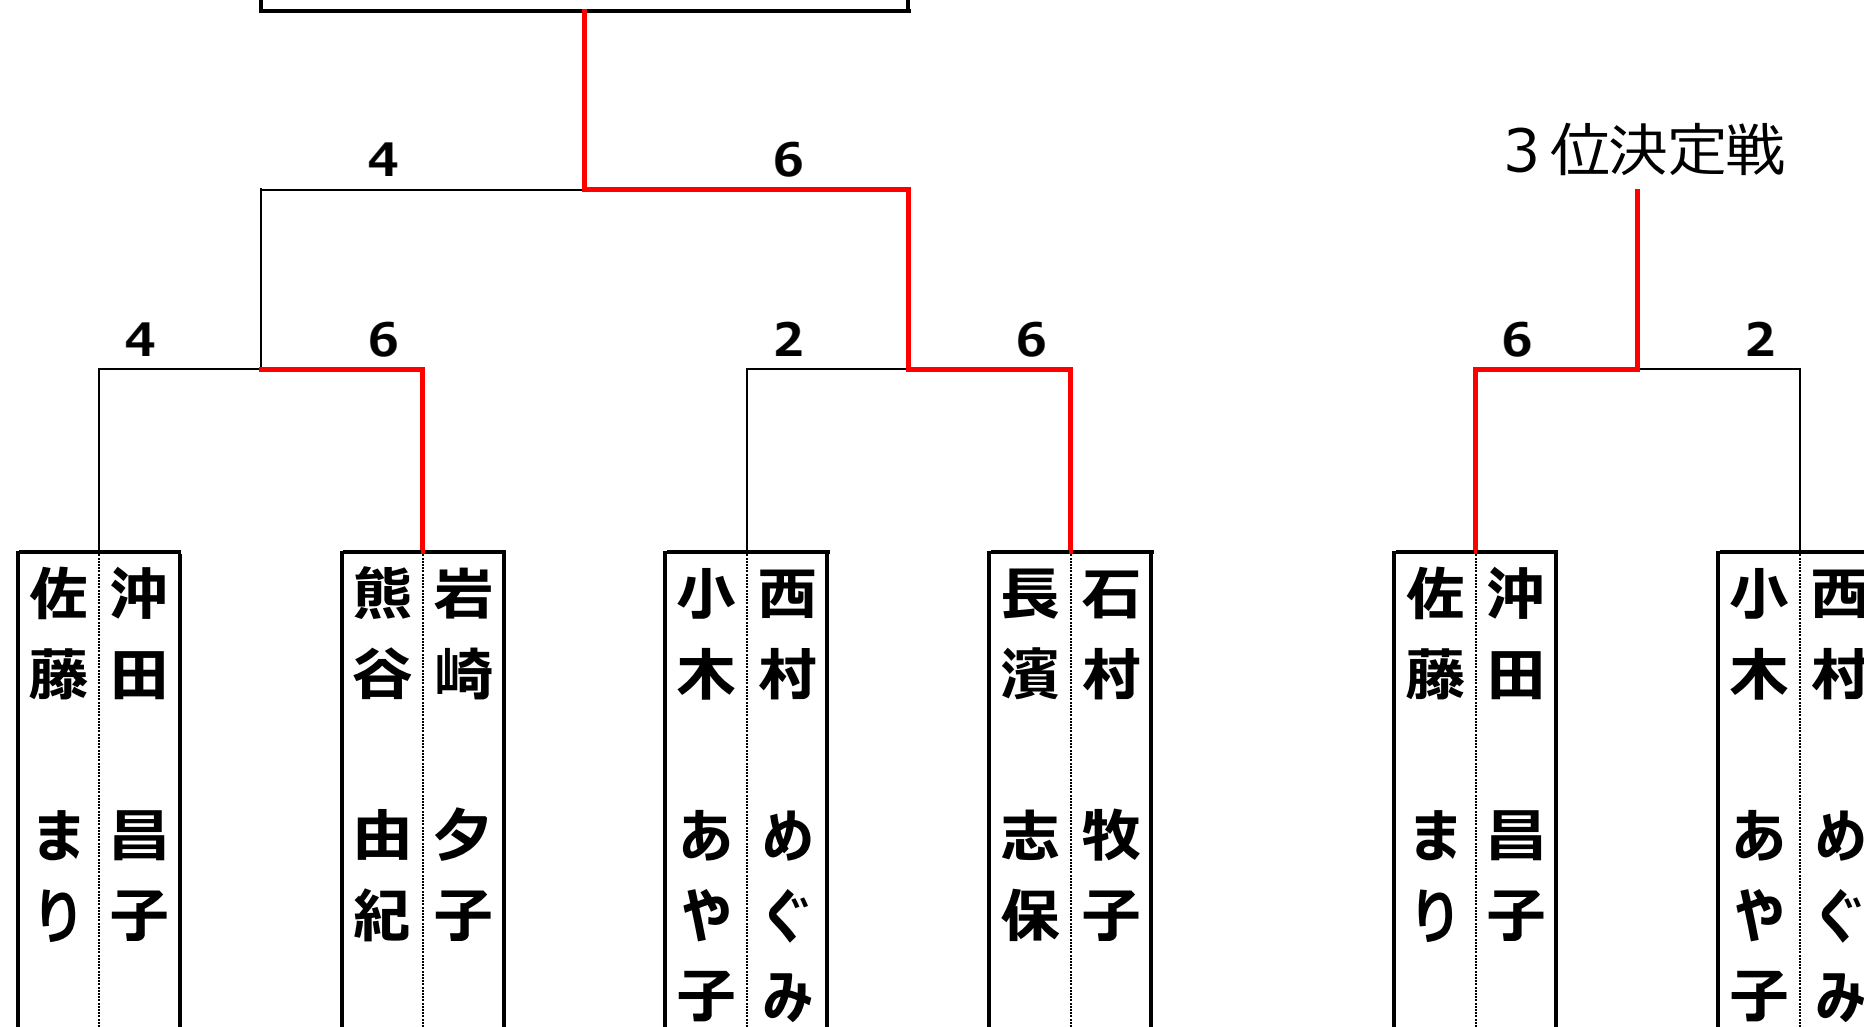 4 6
３位決定戦
4 6 2 6 6 2
沖田 昌子
佐藤 まり
岩崎 夕子
熊谷 由紀
西村 めぐみ
小木 あや子
石村 牧子
長濱 志保
沖田 昌子
佐藤 まり
西村 めぐみ
小木 あや子